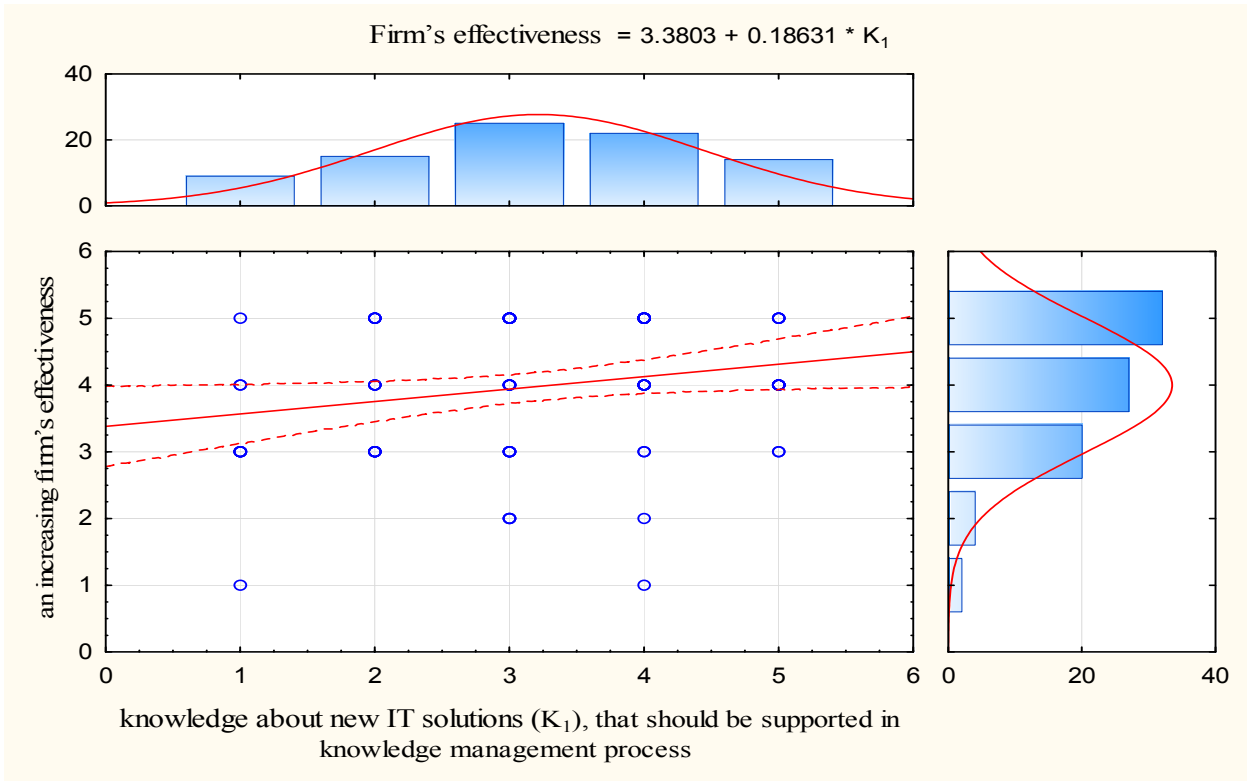 Firm’s effectiveness = 3.3803 + 0.18631 * K₁
40
20
0
6
5
4
3
2
1
0
an increasing firm’s effectiveness
0 1 2 3 4 5 6
0 20 40
knowledge about new IT solutions (K₁), that should be supported in
knowledge management process